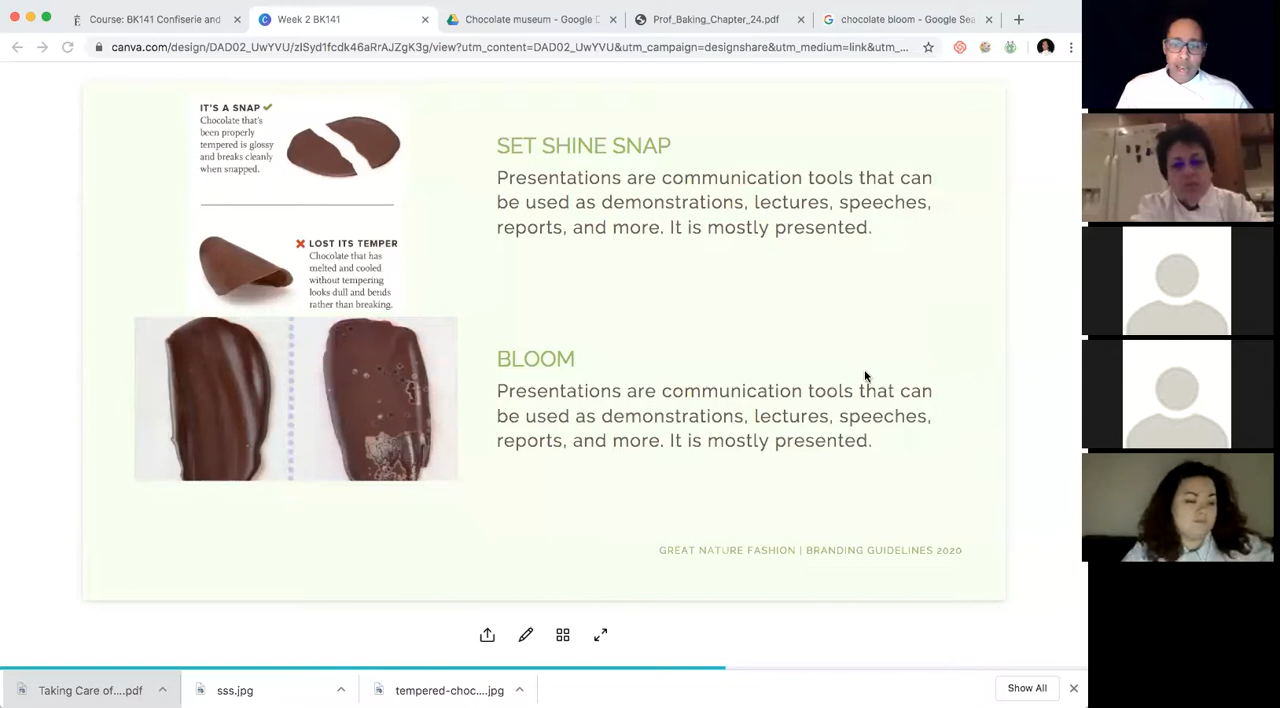 Course: BK141 Confiserie and
Week 2 BK141
Chocolate museum - Google D
Prof_Baking_Chapter_24.pdf
chocolate bloom - Google Sea
canva.com/design/DAD02_UwYVU/zISyd1fcdk46aRrAJZgK3g/view?utm_content=DAD02_UwYVU&utm_campaign=designshare&utm_medium=link&utm_...
IT'S A SNAP
Chocolate that's
been properly
tempered is glossy
and breaks cleanly
when snapped.
LOST ITS TEMPER
Chocolate that has
melted and cooled
without tempering
looks dull and bends
rather than breaking.
SET SHINE SNAP
Presentations are communication tools that can
be used as demonstrations, lectures, speeches,
reports, and more. It is mostly presented.
BLOOM
Presentations are communication tools that can
be used as demonstrations, lectures, speeches,
reports, and more. It is mostly presented.
GREAT NATURE FASHION | BRANDING GUIDELINES 2020
Taking Care of....pdf
sss.jpg
tempered-choc....jpg
Show All